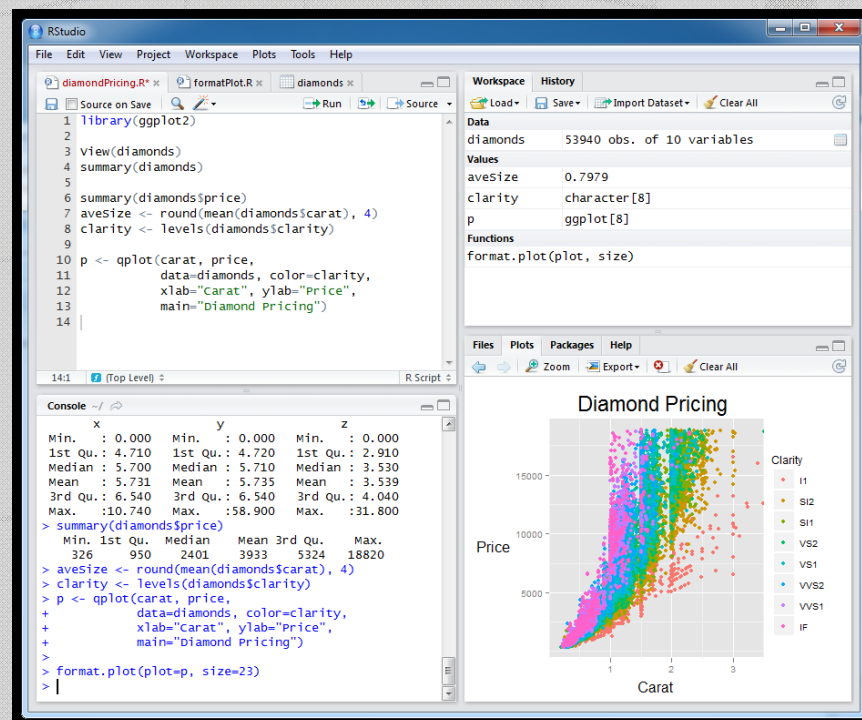 RStudio
File Edit View Project Workspace Plots Tools Help
diamondPricing.R* formatPlot.R diamonds
Source on Save Run Source
1 library(ggplot2)
2
3 View(diamonds)
4 summary(diamonds)
5
6 summary(diamonds$price)
7 aveSize <- round(mean(diamonds$carat), 4)
8 clarity <- levels(diamonds$clarity)
9
10 p <- qplot(carat, price,
11 data=diamonds, color=clarity,
12 xlab="Carat", ylab="Price",
13 main="Diamond Pricing")
14
14:1 (Top Level) R Script
Console ~/
x y z
Min. : 0.000 Min. : 0.000 Min. : 0.000
1st Qu.: 4.710 1st Qu.: 4.720 1st Qu.: 2.910
Median : 5.700 Median : 5.710 Median : 3.530
Mean : 5.731 Mean : 5.735 Mean : 3.539
3rd Qu.: 6.540 3rd Qu.: 6.540 3rd Qu.: 4.040
Max. :10.740 Max. :58.900 Max. :31.800
> summary(diamonds$price)
Min. 1st Qu. Median Mean 3rd Qu. Max.
326 950 2401 3933 5324 18820
> aveSize <- round(mean(diamonds$carat), 4)
> clarity <- levels(diamonds$clarity)
> p <- qplot(carat, price,
+ data=diamonds, color=clarity,
+ xlab="Carat", ylab="Price",
+ main="Diamond Pricing")
>
> format.plot(plot=p, size=23)
>
Workspace History
Load Save Import Dataset Clear All
Data
diamonds 53940 obs. of 10 variables
Values
aveSize 0.7979
clarity character[8]
p ggplot[8]
Functions
format.plot(plot, size)
Files Plots Packages Help
Zoom Export Clear All
Diamond Pricing
Price
15000
10000
5000
1 2 3
Carat
Clarity
I1
SI2
SI1
VS2
VS1
VVS2
VVS1
IF